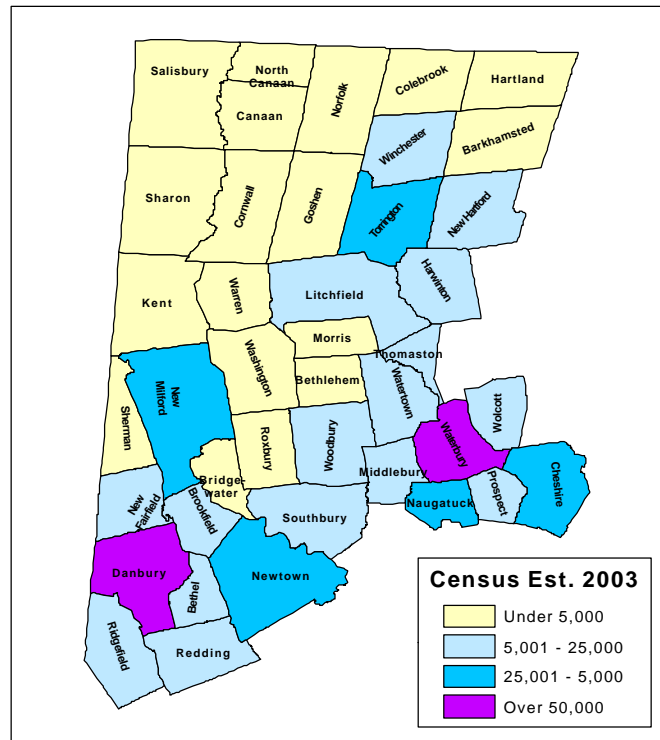 Salisbury
North
Canaan
Canaan
Norfolk
Colebrook
Hartland
Winchester
Barkhamsted
Sharon
Cornwall
Goshen
Torrington
New Hartford
Kent
Warren
Litchfield
Harwinton
Morris
Thomaston
Washington
Bethlehem
Watertown
New
Milford
Sherman
Roxbury
Woodbury
Waterbury
Wolcott
Bridge-
water
Middlebury
Cheshire
New
Fairfield
Brookfield
Southbury
Naugatuck
Prospect
Danbury
Bethel
Newtown
Ridgefield
Redding
Census Est. 2003
Under 5,000
5,001 - 25,000
25,001 - 5,000
Over 50,000